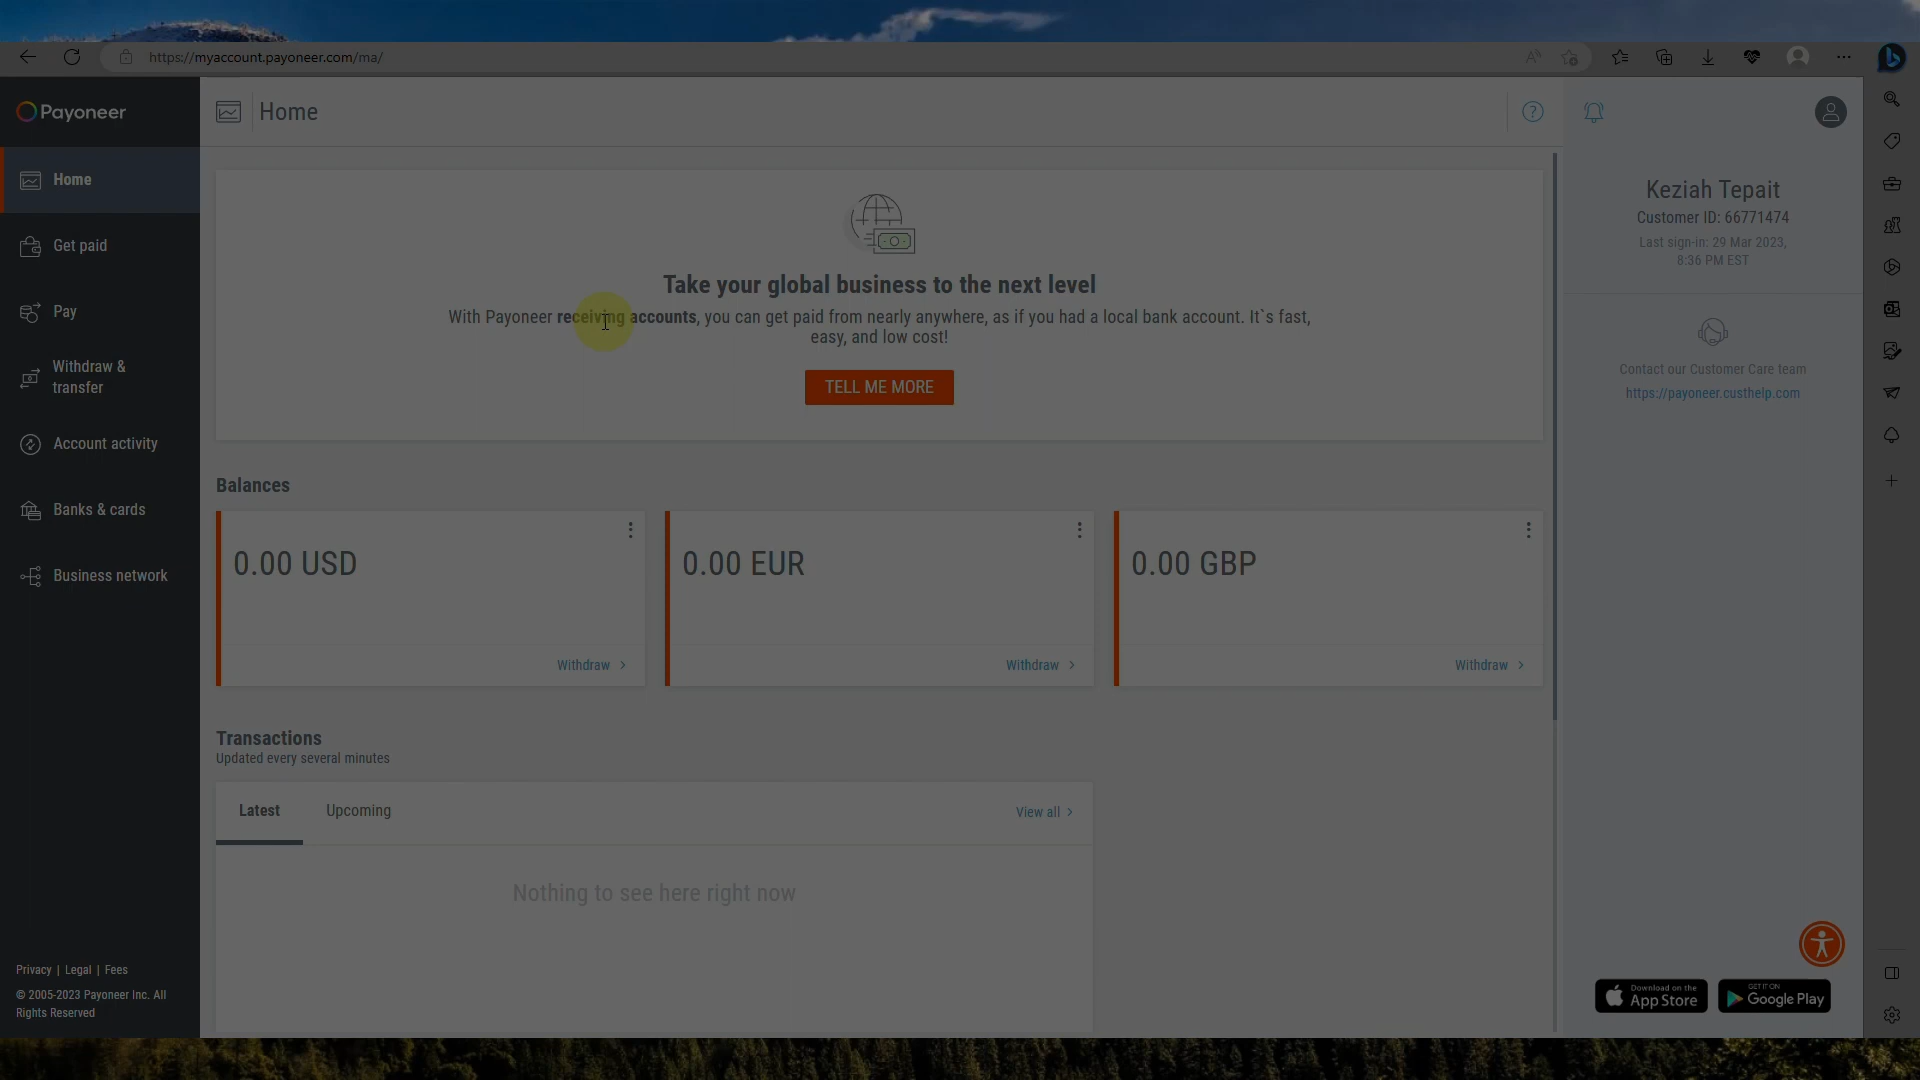 https://myaccount.payoneer.com/ma/
Payoneer
Home
Get paid
Pay
Withdraw &
transfer
Account activity
Banks & cards
Business network
Privacy | Legal | Fees
© 2005-2023 Payoneer Inc. All
Rights Reserved
Home
?
Take your global business to the next level
With Payoneer receiving accounts, you can get paid from nearly anywhere, as if you had a local bank account. It`s fast,
easy, and low cost!
TELL ME MORE
Balances
0.00 USD
Withdraw >
0.00 EUR
Withdraw >
0.00 GBP
Withdraw >
Transactions
Updated every several minutes
Latest
Upcoming
View all >
Nothing to see here right now
Keziah Tepait
Customer ID: 66771474
Last sign-in: 29 Mar 2023,
8:36 PM EST
Contact our Customer Care team
https://payoneer.custhelp.com
Download on the
App Store
GET IT ON
Google Play